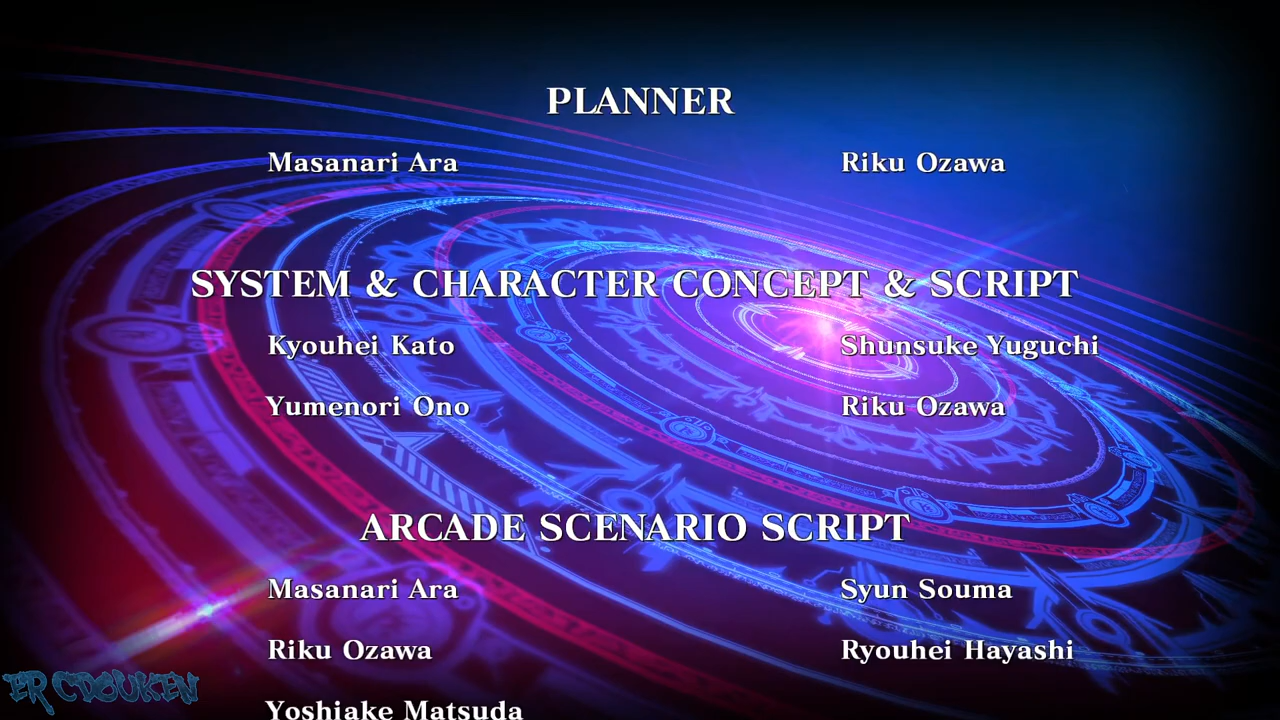 PLANNER
Masanari Ara Riku Ozawa
SYSTEM & CHARACTER CONCEPT & SCRIPT
Kyouhei Kato Shunsuke Yuguchi
Yumenori Ono Riku Ozawa
ARCADE SCENARIO SCRIPT
Masanari Ara Syun Souma
Riku Ozawa Ryouhei Hayashi
Yoshiake Matsuda